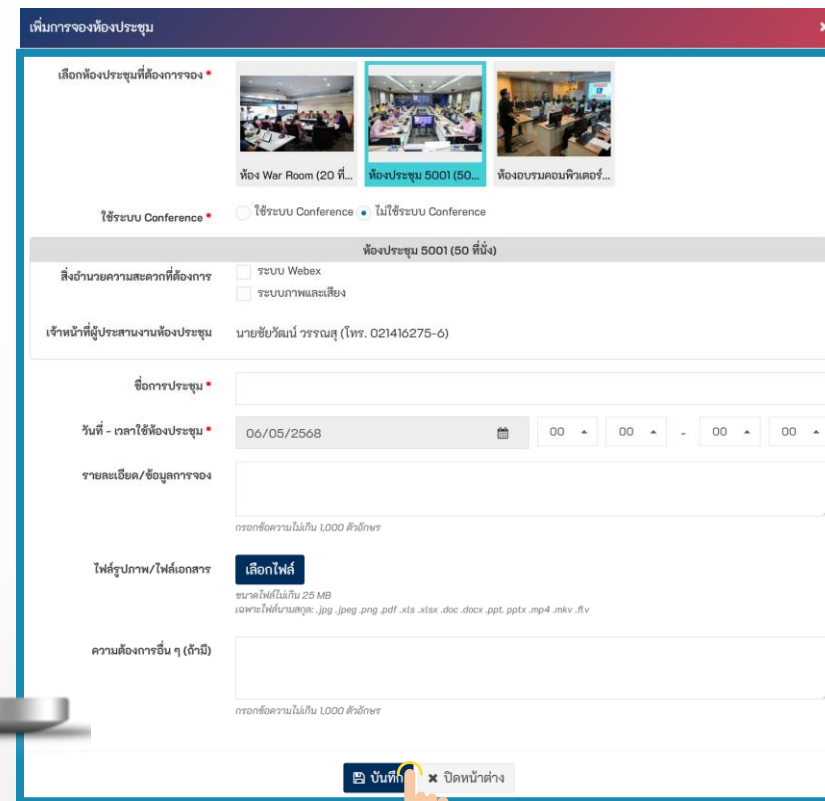 เพิ่มการจองห้องประชุม
เลือกห้องประชุมที่ต้องการจอง *
ห้อง War Room (20 ที่...
ห้องประชุม 5001 (50...
ห้องอบรมคอมพิวเตอร์...
ใช้ระบบ Conference *
ใช้ระบบ Conference ไม่ใช้ระบบ Conference
ห้องประชุม 5001 (50 ที่นั่ง)
สิ่งอำนวยความสะดวกที่ต้องการ
ระบบ Webex
ระบบภาพและเสียง
เจ้าหน้าที่ผู้ประสานงานห้องประชุม นายชัยวัฒน์ วรรณสุ (โทร. 021416275-6)
ชื่อการประชุม *
วันที่ - เวลาใช้ห้องประชุม * 06/05/2568 00 00 - 00 00
รายละเอียด/ข้อมูลการจอง
กรอกข้อความไม่เกิน 1,000 ตัวอักษร
ไฟล์รูปภาพ/ไฟล์เอกสาร เลือกไฟล์
ขนาดไฟล์ไม่เกิน 25 MB
เฉพาะไฟล์นามสกุล: .jpg .jpeg .png .pdf .xls .xlsx .doc .docx .ppt. pptx .mp4 .mkv .flv
ความต้องการอื่น ๆ (ถ้ามี)
กรอกข้อความไม่เกิน 1,000 ตัวอักษร
บันทึก ปิดหน้าต่าง